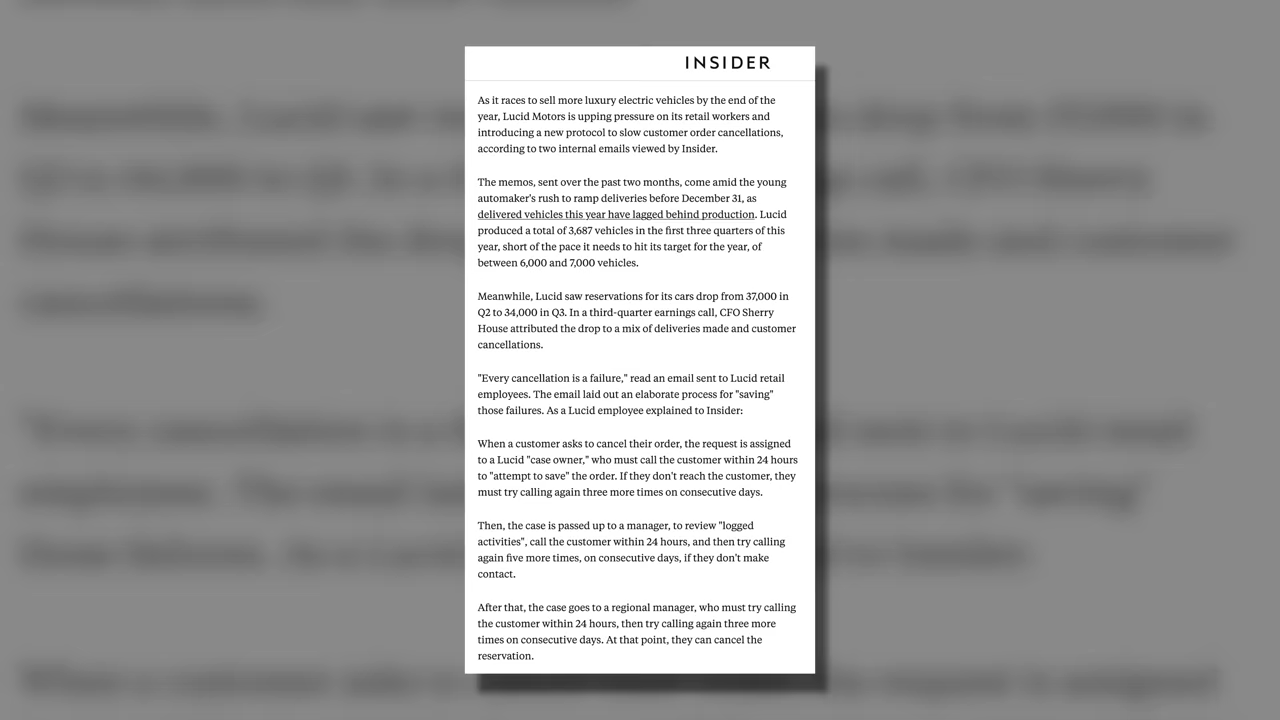 INSIDER
As it races to sell more luxury electric vehicles by the end of the
year, Lucid Motors is upping pressure on its retail workers and
introducing a new protocol to slow customer order cancellations,
according to two internal emails viewed by Insider.
The memos, sent over the past two months, come amid the young
automaker's rush to ramp deliveries before December 31, as
delivered vehicles this year have lagged behind production. Lucid
produced a total of 3,687 vehicles in the first three quarters of this
year, short of the pace it needs to hit its target for the year, of
between 6,000 and 7,000 vehicles.
Meanwhile, Lucid saw reservations for its cars drop from 37,000 in
Q2 to 34,000 in Q3. In a third-quarter earnings call, CFO Sherry
House attributed the drop to a mix of deliveries made and customer
cancellations.
"Every cancellation is a failure," read an email sent to Lucid retail
employees. The email laid out an elaborate process for "saving"
those failures. As a Lucid employee explained to Insider:
When a customer asks to cancel their order, the request is assigned
to a Lucid "case owner," who must call the customer within 24 hours
to "attempt to save" the order. If they don't reach the customer, they
must try calling again three more times on consecutive days.
Then, the case is passed up to a manager, to review "logged
activities", call the customer within 24 hours, and then try calling
again five more times, on consecutive days, if they don't make
contact.
After that, the case goes to a regional manager, who must try calling
the customer within 24 hours, then try calling again three more
times on consecutive days. At that point, they can cancel the
reservation.